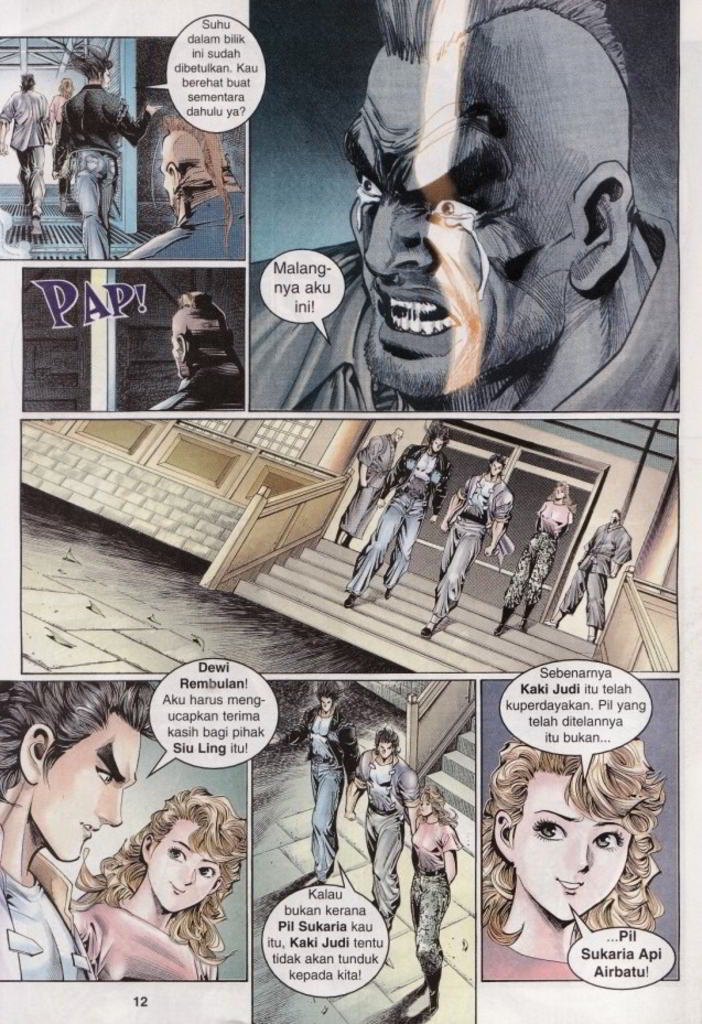 Suhu
dalam bilik
ini sudah
dibetulkan. Kau
berehat buat
sementara
dahulu ya?
Malang-
nya aku
ini!
PAP!
Dewi
Rembulan!
Aku harus meng-
ucapkan terima
kasih bagi pihak
Siu Ling itu!
Kalau
bukan kerana
Pil Sukaria kau
itu, Kaki Judi tentu
tidak akan tunduk
kepada kita!
Sebenarnya
Kaki Judi itu telah
kuperdayakan. Pil yang
telah ditelannya
itu bukan...
...Pil
Sukaria Api
Airbatu!
12